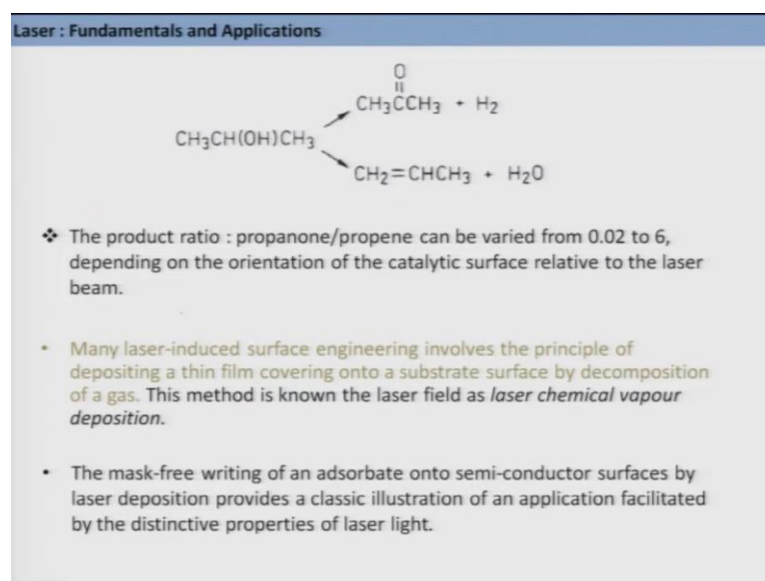 Laser : Fundamentals and Applications
O
||
CH3CCH3 + H2
CH3CH(OH)CH3
CH2=CHCH3 + H2O
❖ The product ratio : propanone/propene can be varied from 0.02 to 6,
depending on the orientation of the catalytic surface relative to the laser
beam.
• Many laser-induced surface engineering involves the principle of
depositing a thin film covering onto a substrate surface by decomposition
of a gas. This method is known the laser field as laser chemical vapour
deposition.
• The mask-free writing of an adsorbate onto semi-conductor surfaces by
laser deposition provides a classic illustration of an application facilitated
by the distinctive properties of laser light.